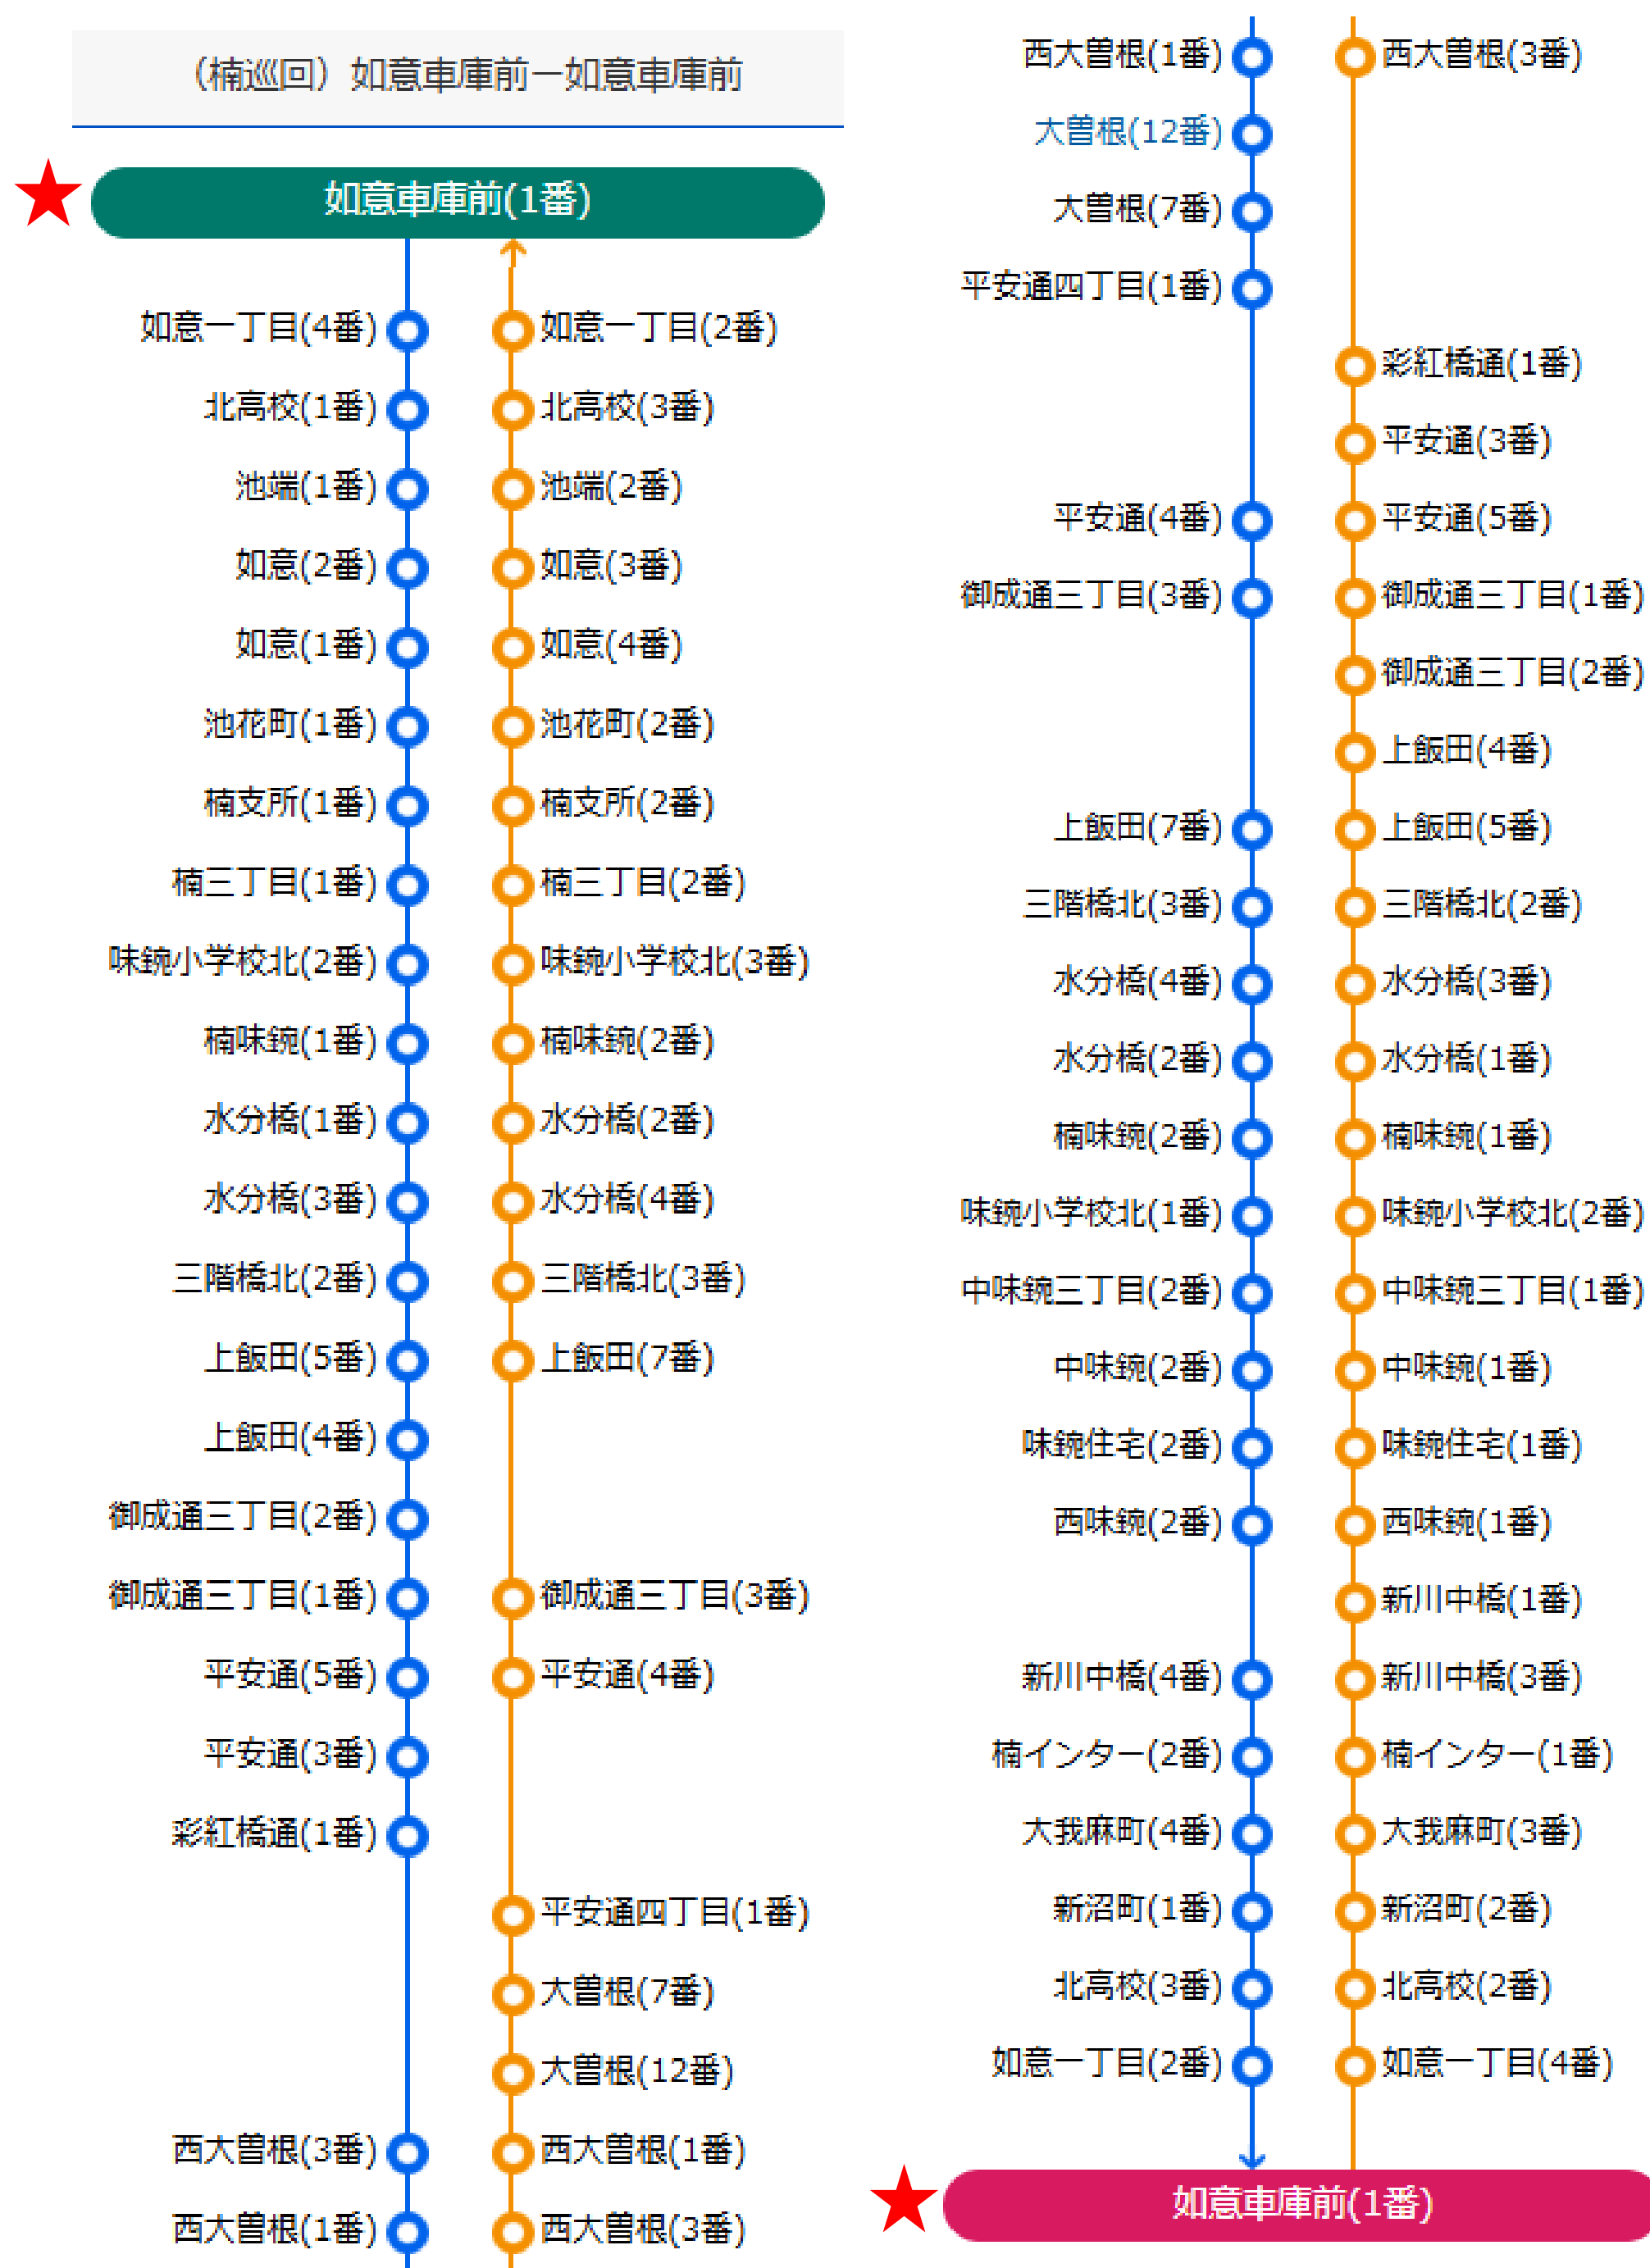 （楠巡回）如意車庫前ー如意車庫前
如意車庫前(1番)
如意一丁目(4番) 如意一丁目(2番)
北高校(1番) 北高校(3番)
池端(1番) 池端(2番)
如意(2番) 如意(3番)
如意(1番) 如意(4番)
池花町(1番) 池花町(2番)
楠支所(1番) 楠支所(2番)
楠三丁目(1番) 楠三丁目(2番)
味鋺小学校北(2番) 味鋺小学校北(3番)
楠味鋺(1番) 楠味鋺(2番)
水分橋(1番) 水分橋(2番)
水分橋(3番) 水分橋(4番)
三階橋北(2番) 三階橋北(3番)
上飯田(5番) 上飯田(7番)
上飯田(4番)
御成通三丁目(2番)
御成通三丁目(1番) 御成通三丁目(3番)
平安通(5番) 平安通(4番)
平安通(3番)
彩紅橋通(1番)
平安通四丁目(1番)
大曽根(7番)
大曽根(12番)
西大曽根(3番) 西大曽根(1番)
西大曽根(1番) 西大曽根(3番)
西大曽根(1番) 西大曽根(3番)
大曽根(12番)
大曽根(7番)
平安通四丁目(1番)
彩紅橋通(1番)
平安通(3番)
平安通(4番) 平安通(5番)
御成通三丁目(3番) 御成通三丁目(1番)
御成通三丁目(2番)
上飯田(4番)
上飯田(7番) 上飯田(5番)
三階橋北(3番) 三階橋北(2番)
水分橋(4番) 水分橋(3番)
水分橋(2番) 水分橋(1番)
楠味鋺(2番) 楠味鋺(1番)
味鋺小学校北(1番) 味鋺小学校北(2番)
中味鋺三丁目(2番) 中味鋺三丁目(1番)
中味鋺(2番) 中味鋺(1番)
味鋺住宅(2番) 味鋺住宅(1番)
西味鋺(2番) 西味鋺(1番)
新川中橋(1番)
新川中橋(4番) 新川中橋(3番)
楠インター(2番) 楠インター(1番)
大我麻町(4番) 大我麻町(3番)
新沼町(1番) 新沼町(2番)
北高校(3番) 北高校(2番)
如意一丁目(2番) 如意一丁目(4番)
如意車庫前(1番)